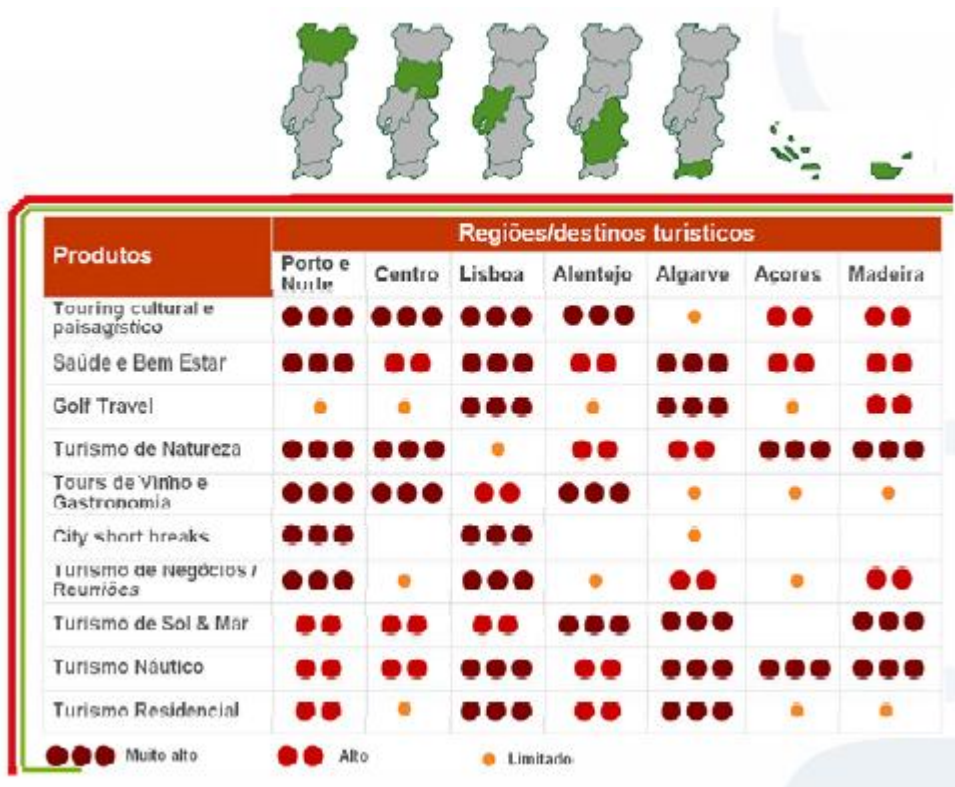 Produtos
Regiões/destinos turisticos
Porto e
Norte
Centro
Lisboa
Alentejo
Algarve
Açores
Madeira
Touring cultural e
paisagístico
Saúde e Bem Estar
Golf Travel
Turismo de Natureza
Tours de Vinho e
Gastronomia
City short breaks
Turismo de Negócios /
Reuniões
Turismo de Sol & Mar
Turismo Náutico
Turismo Residencial
Muito alto
Alto
Limitado